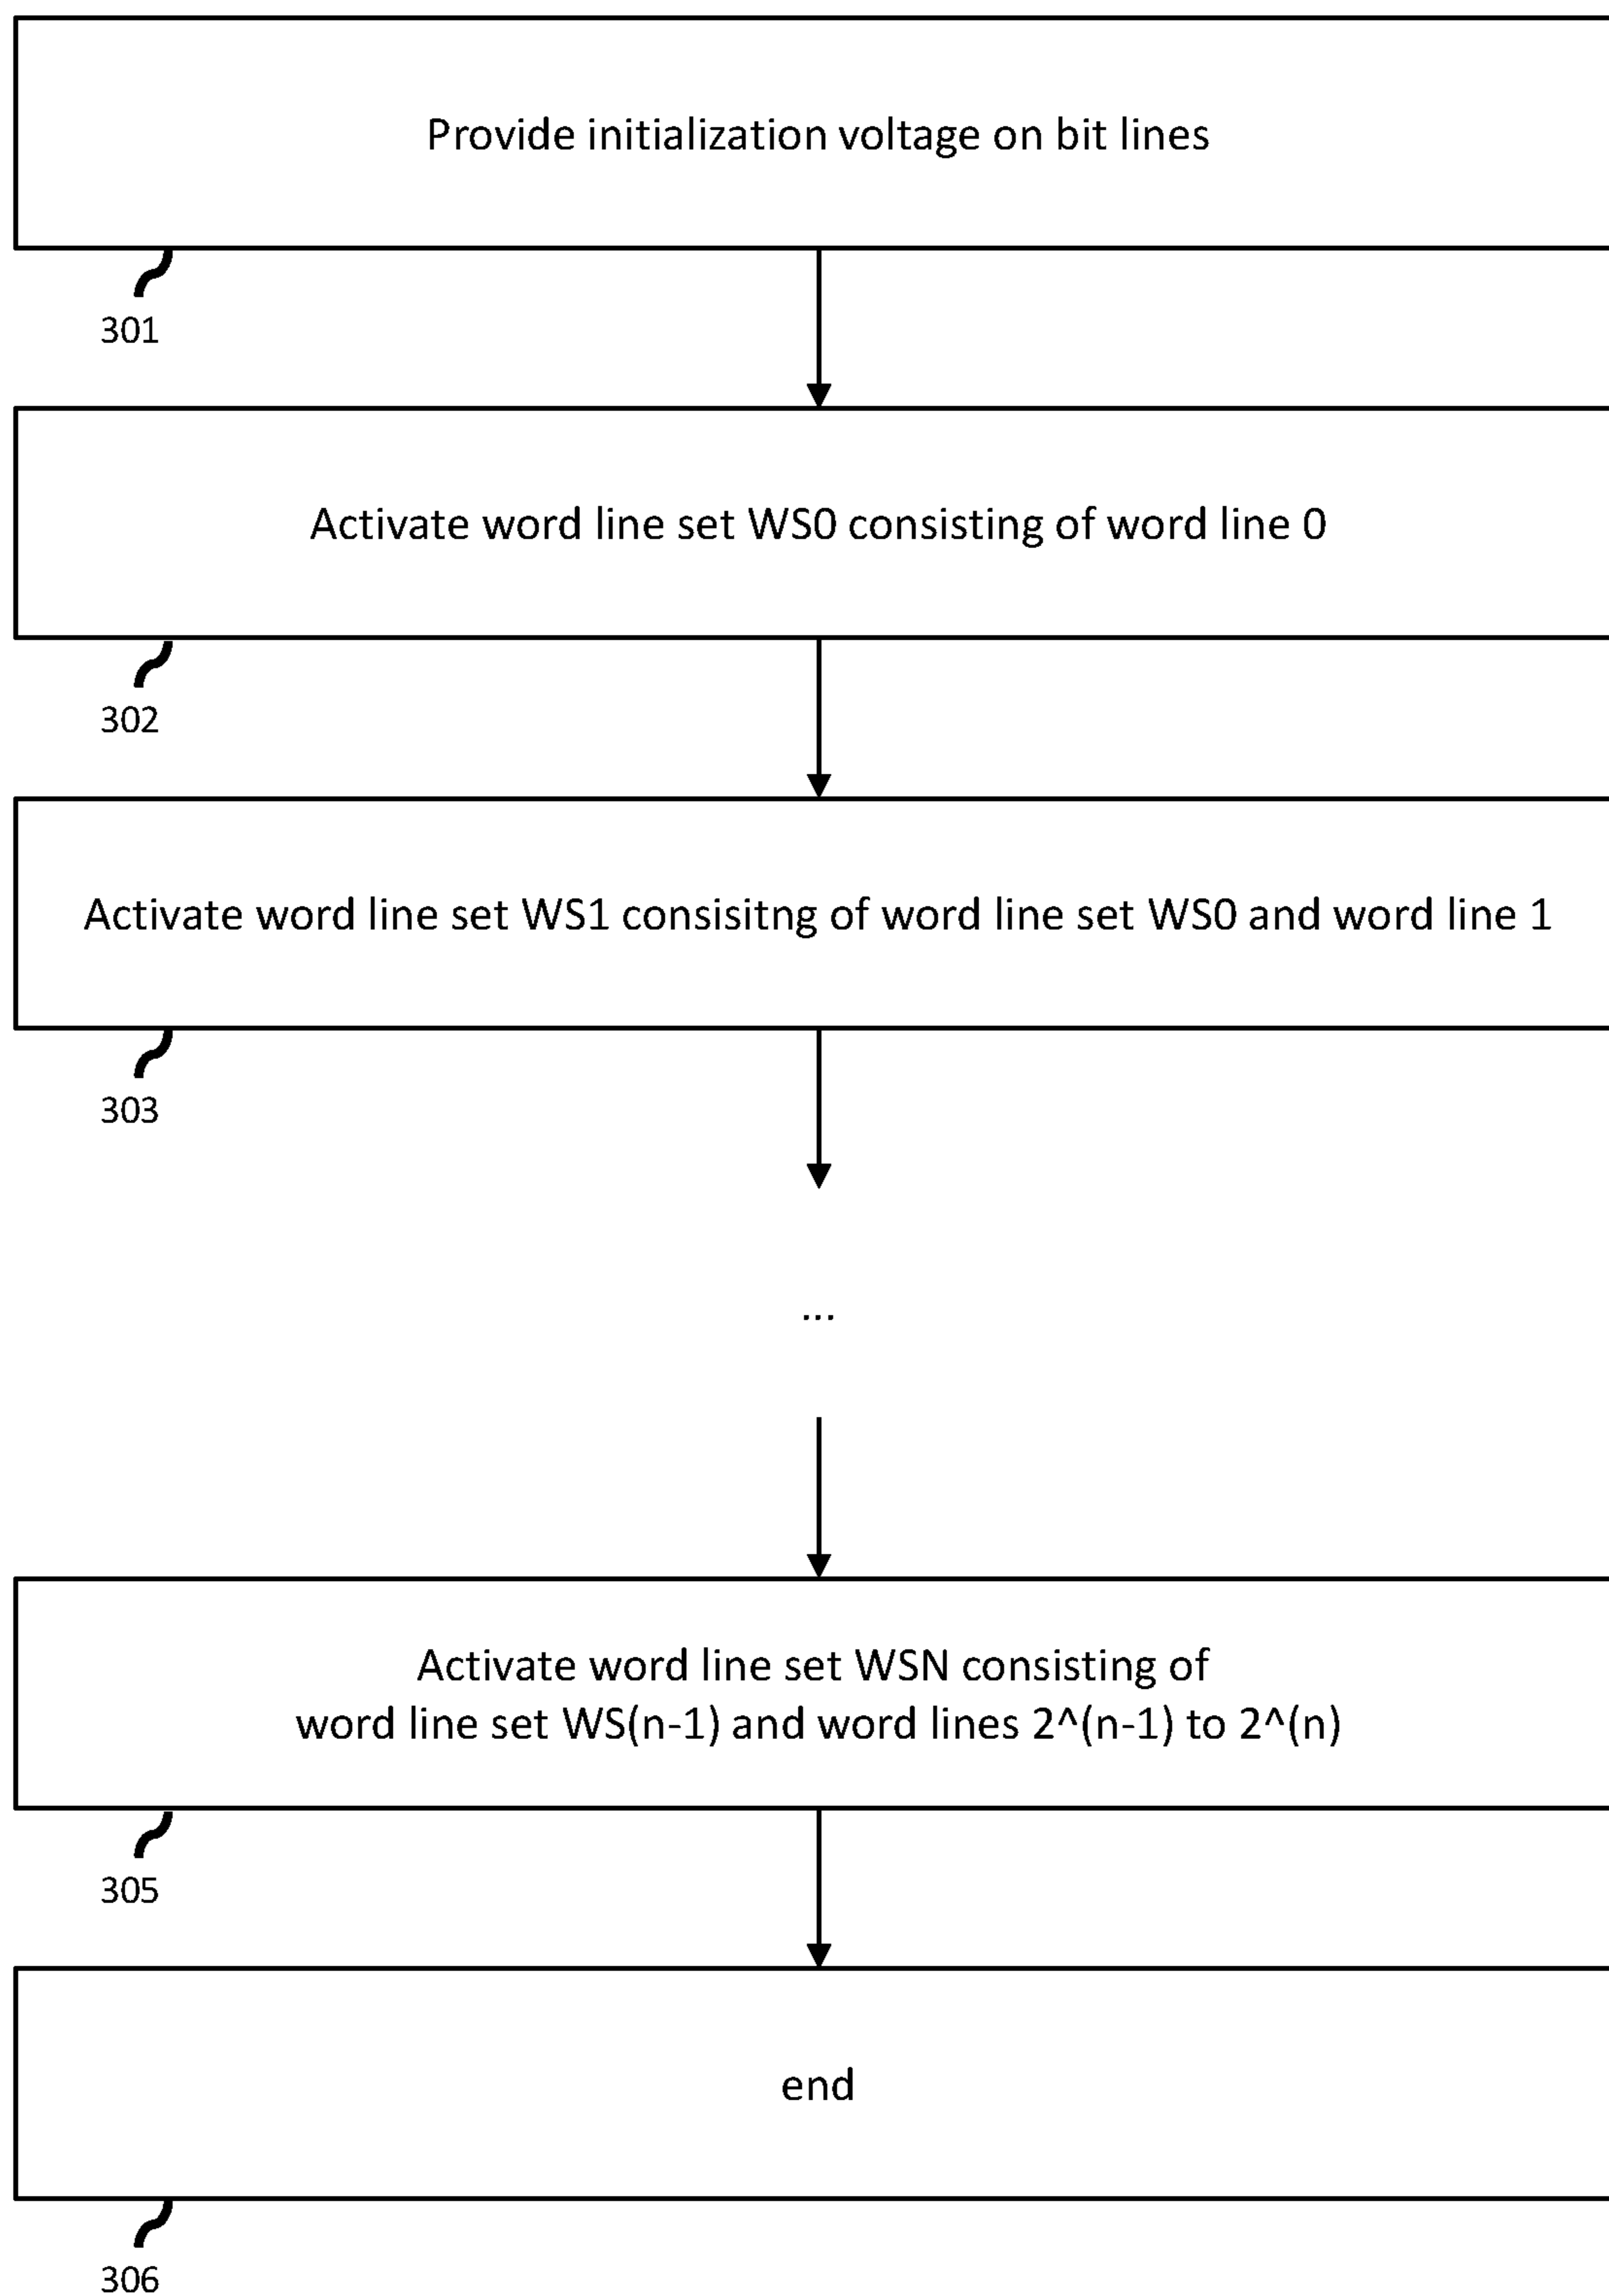 Provide initialization voltage on bit lines
301
Activate word line set WS0 consisting of word line 0
302
Activate word line set WS1 consisitng of word line set WS0 and word line 1
303
...
Activate word line set WSN consisting of
word line set WS(n-1) and word lines 2^(n-1) to 2^(n)
305
end
306